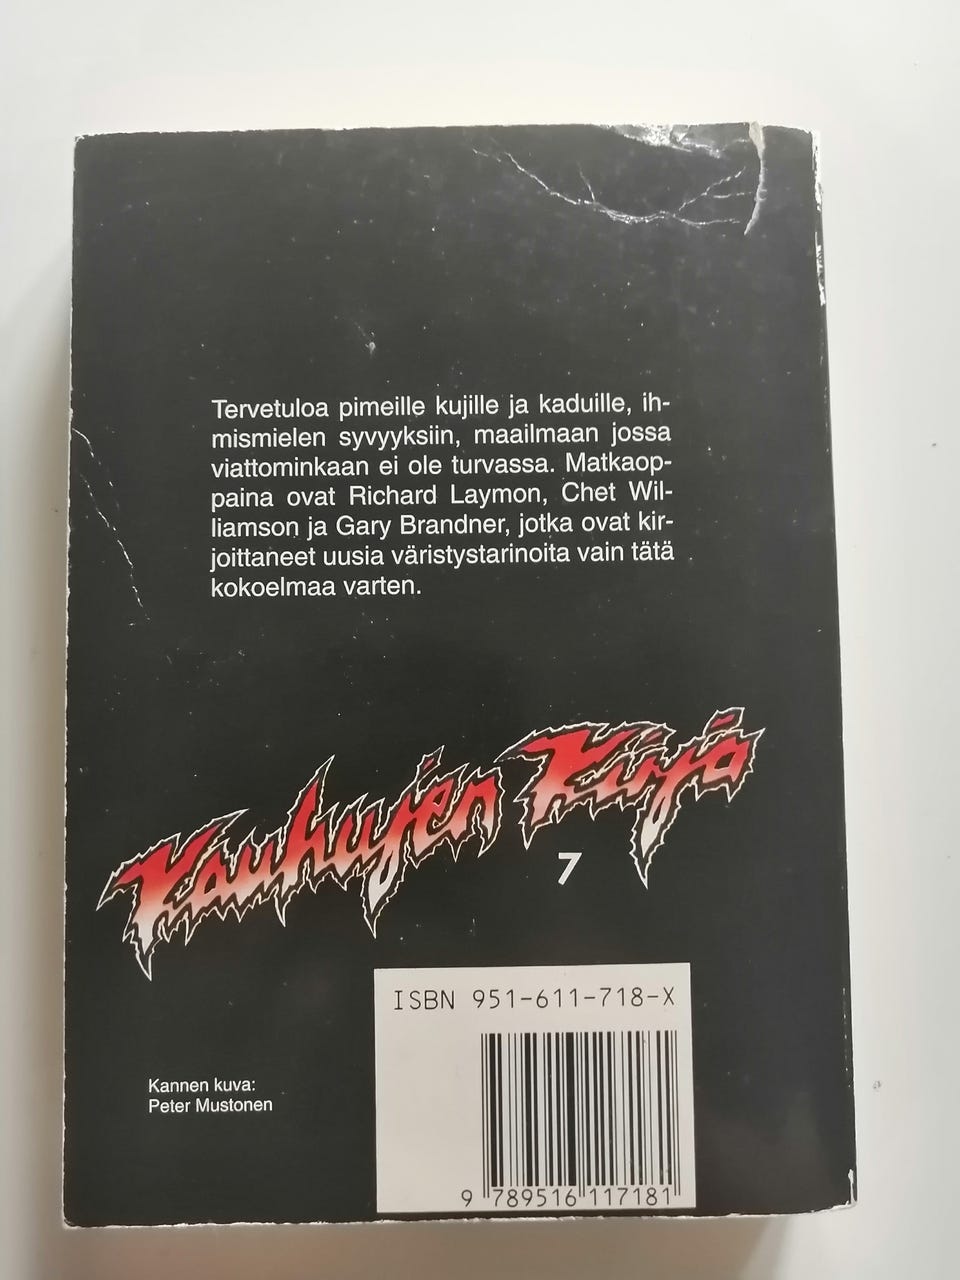 Tervetuloa pimeille kujille ja kaduille, ih-
mismielen syvyyksiin, maailmaan jossa
viattominkaan ei ole turvassa. Matkaop-
paina ovat Richard Laymon, Chet Wil-
liamson ja Gary Brandner, jotka ovat kir-
joittaneet uusia väristystarinoita vain tätä
kokoelmaa varten.
Kauhujen Kuja
7
ISBN 951-611-718-X
Kannen kuva:
Peter Mustonen
9 789516 117181